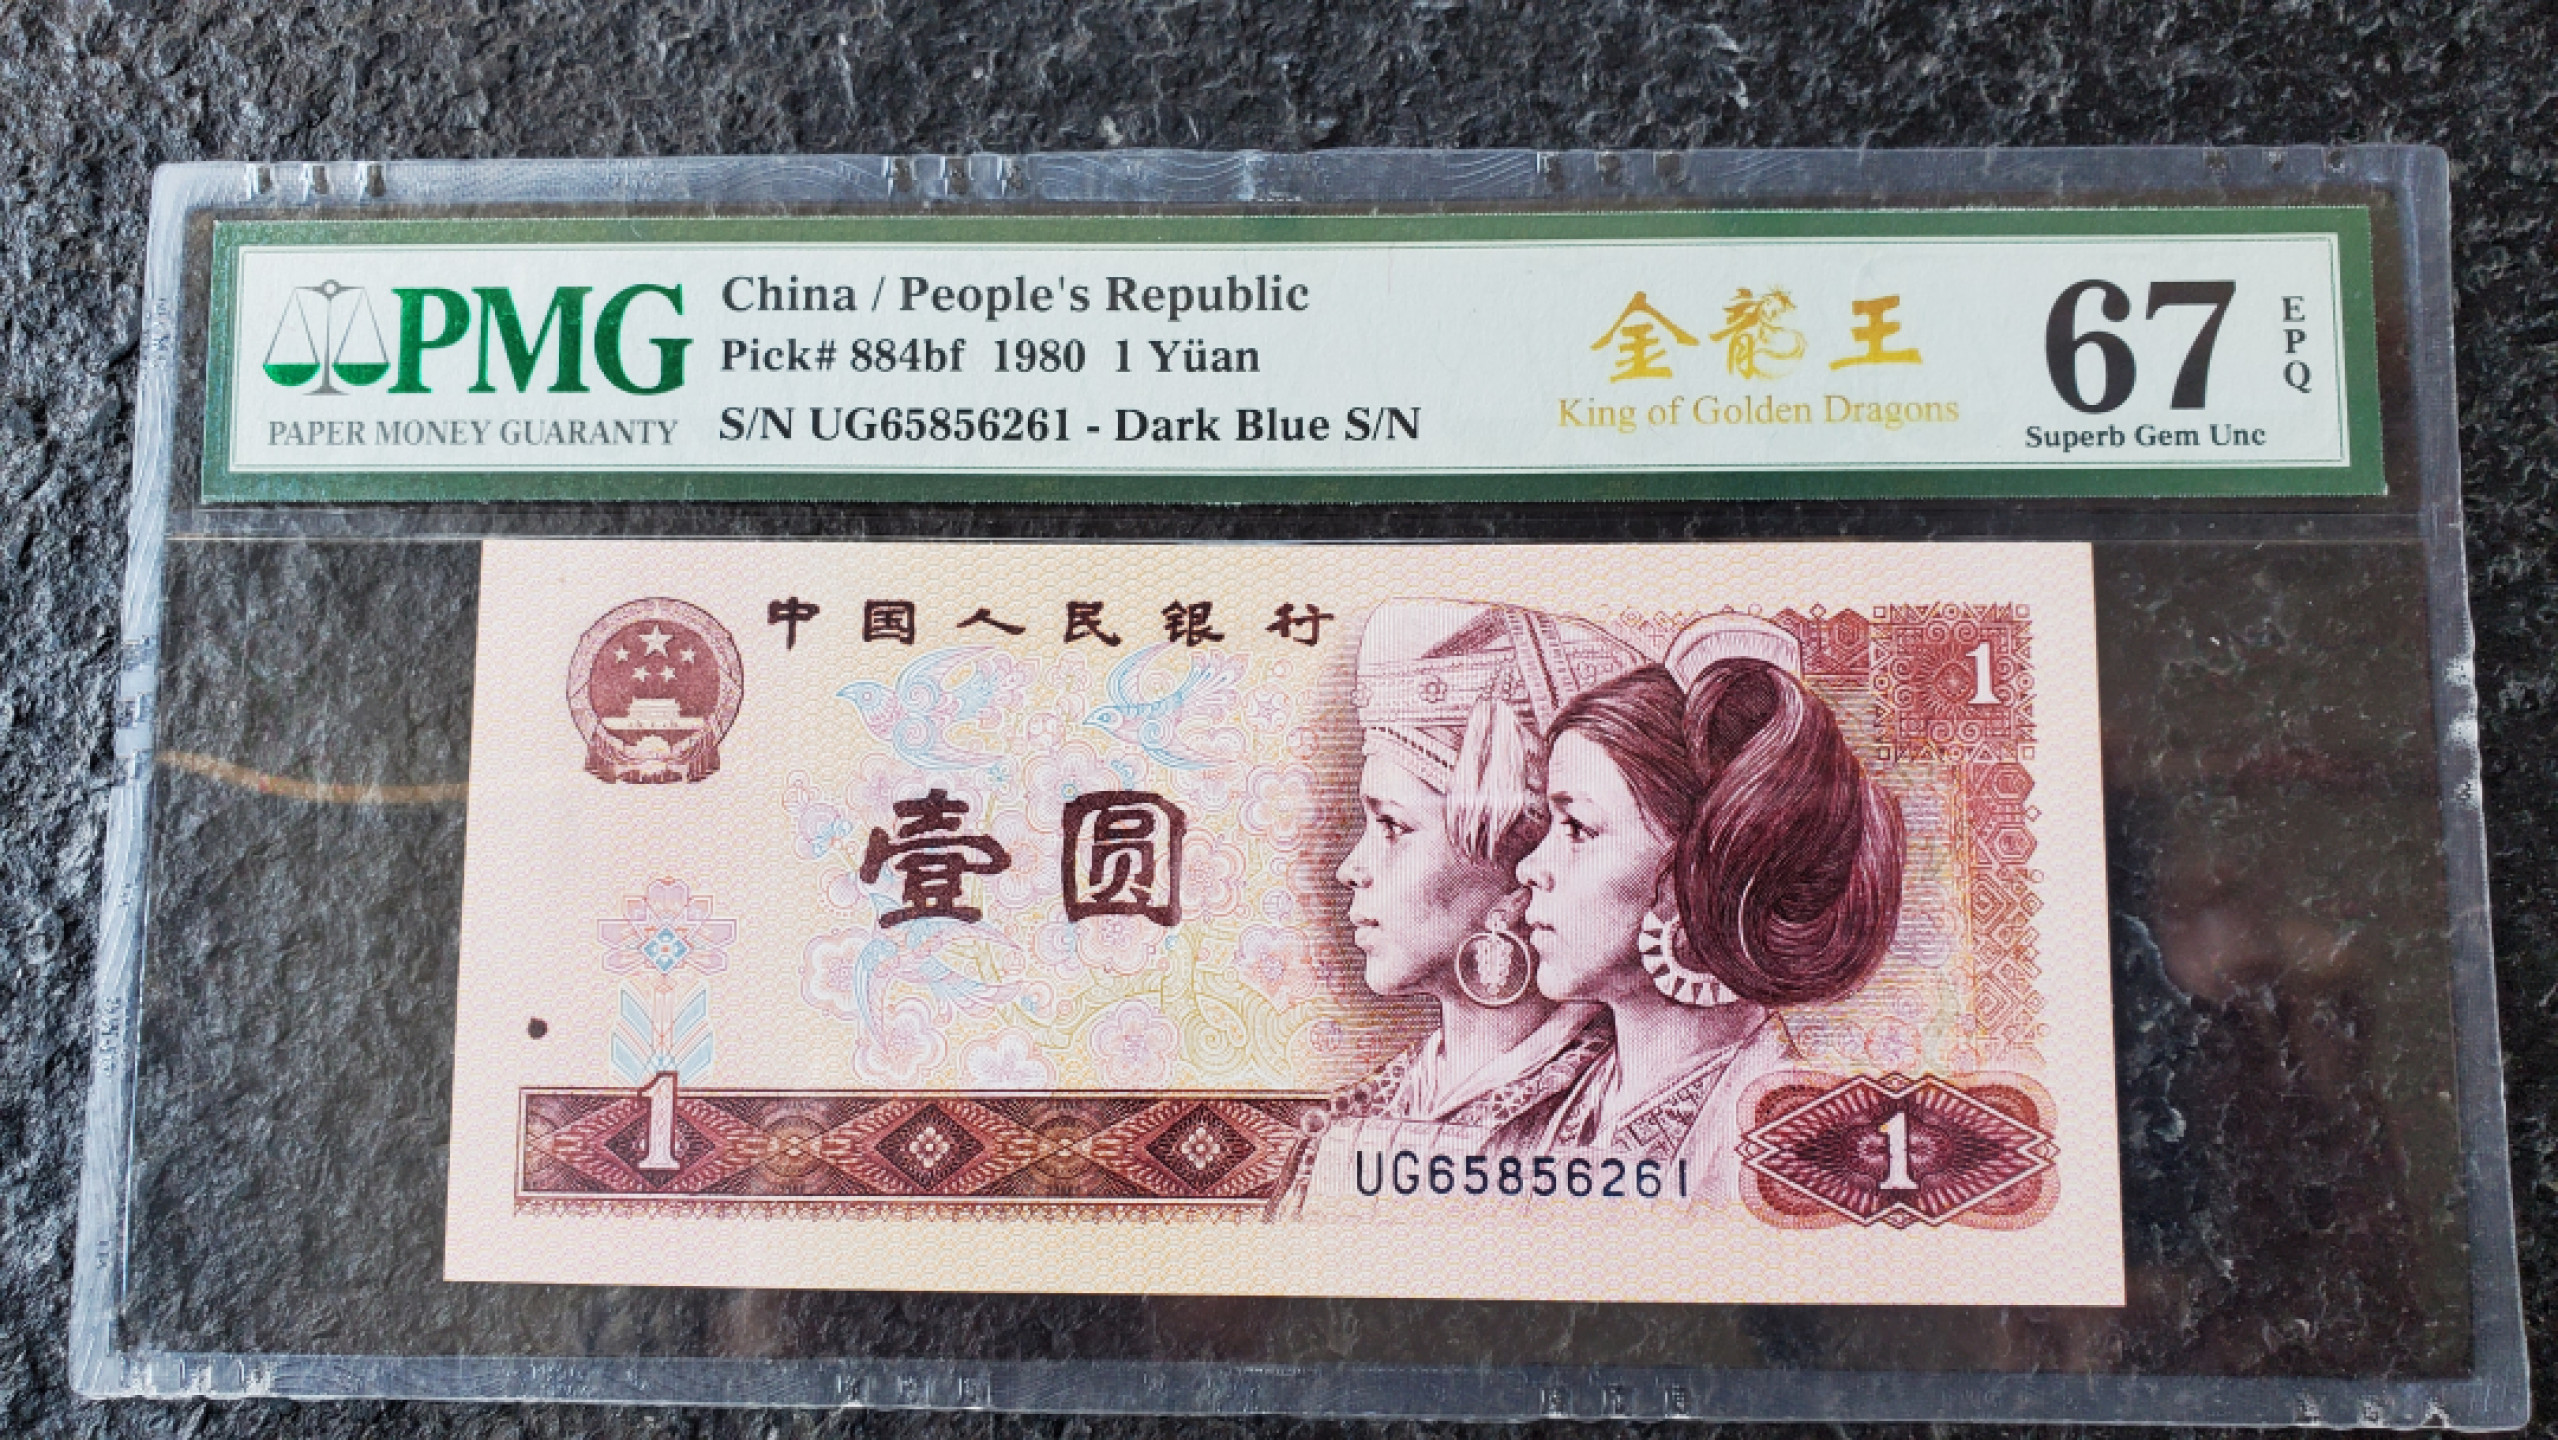 PMG
PAPER MONEY GUARANTY
China / People's Republic
Pick# 884bf 1980 1 Yüan
S/N UG65856261 - Dark Blue S/N
金龍王
King of Golden Dragons
67
EPQ
Superb Gem Unc
中国人民银行
1
壹圆
1
UG65856261
1